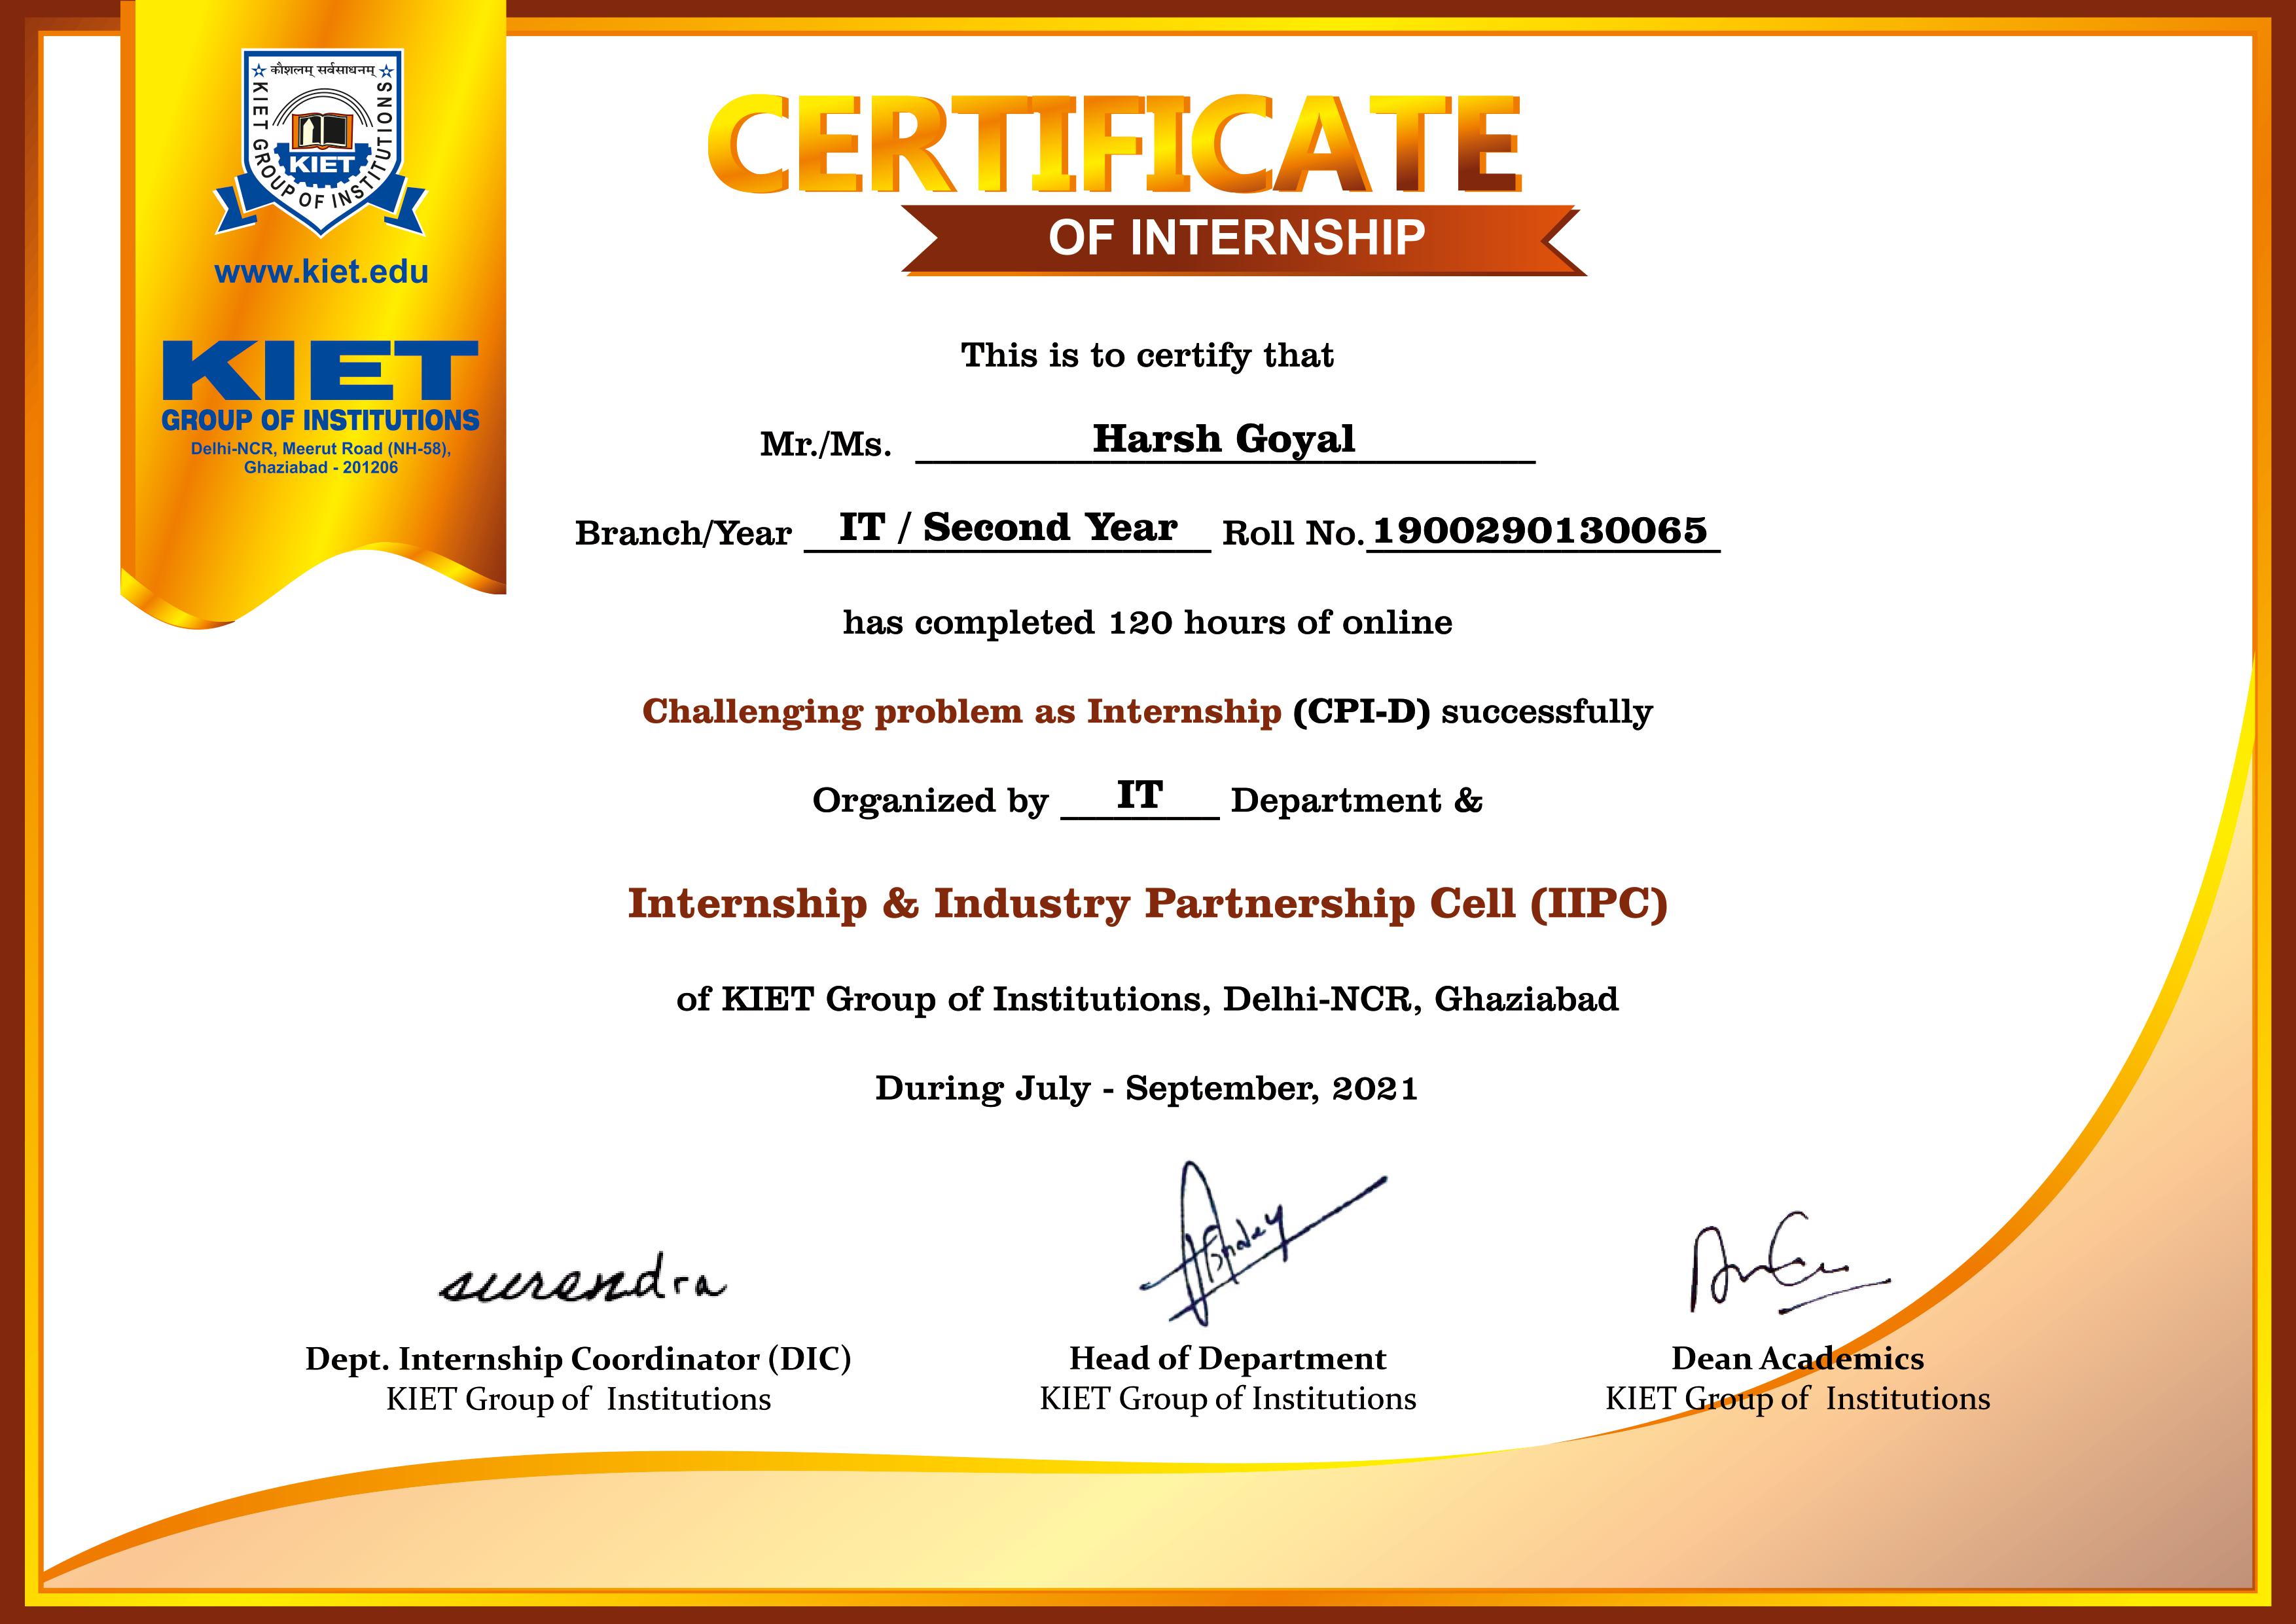 ☆ कौशलम् सर्वसाधनम् ☆
KIET GROUP OF INSTITUTIONS
KIET
www.kiet.edu
KIET
GROUP OF INSTITUTIONS
Delhi-NCR, Meerut Road (NH-58),
Ghaziabad - 201206
CERTIFICATE
OF INTERNSHIP
This is to certify that
Mr./Ms. Harsh Goyal
Branch/Year IT / Second Year Roll No. 1900290130065
has completed 120 hours of online
Challenging problem as Internship (CPI-D) successfully
Organized by IT Department &
Internship & Industry Partnership Cell (IIPC)
of KIET Group of Institutions, Delhi-NCR, Ghaziabad
During July - September, 2021
surendra
Dept. Internship Coordinator (DIC)
KIET Group of Institutions
Head of Department
KIET Group of Institutions
Dean Academics
KIET Group of Institutions